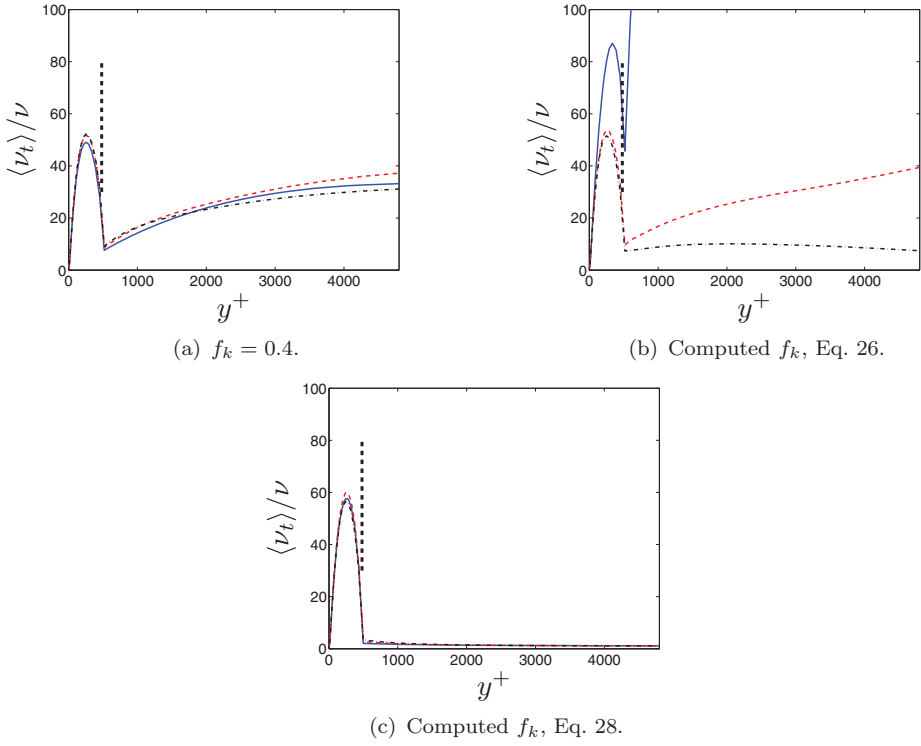 100
80
60
40
20
0
0 1000 2000 3000 4000
⟨ν_t⟩/ν
y^+
(a) f_k = 0.4.
100
80
60
40
20
0
0 1000 2000 3000 4000
⟨ν_t⟩/ν
y^+
(b) Computed f_k, Eq. 26.
100
80
60
40
20
0
0 1000 2000 3000 4000
⟨ν_t⟩/ν
y^+
(c) Computed f_k, Eq. 28.